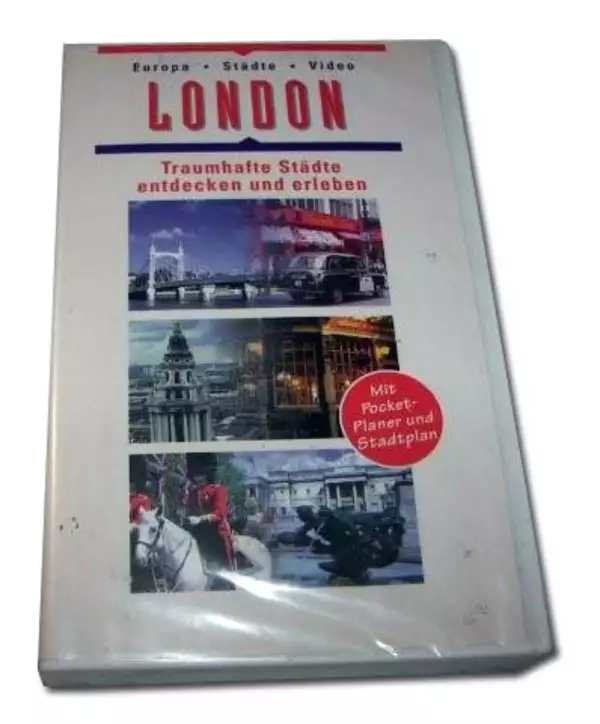 Europa • Städte • Video
LONDON
Traumhafte Städte
entdecken und erleben
Mit
Pocket-
Planer und
Stadtplan